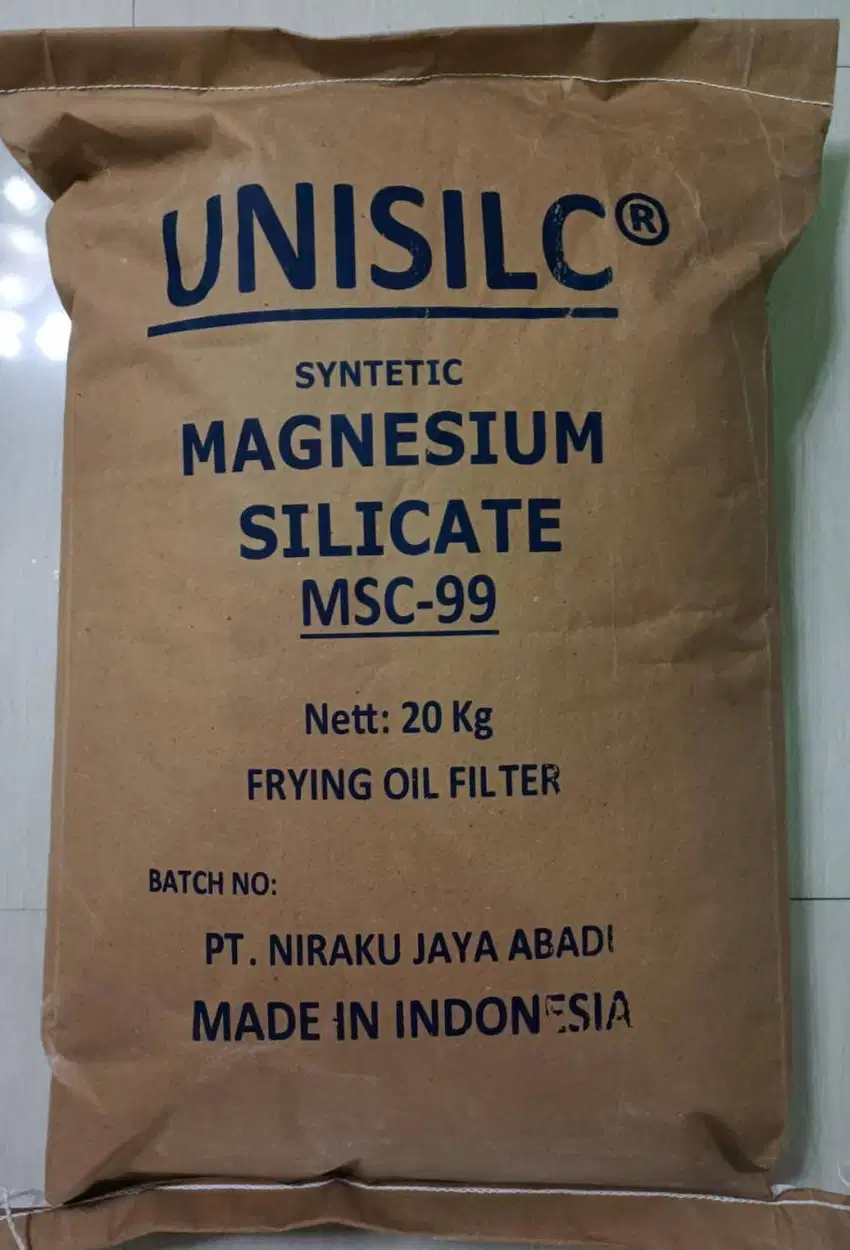 UNISILC®
SYNTETIC
MAGNESIUM
SILICATE
MSC-99
Nett: 20 Kg
FRYING OIL FILTER
BATCH NO:
PT. NIRAKU JAYA ABADI
MADE IN INDONESIA